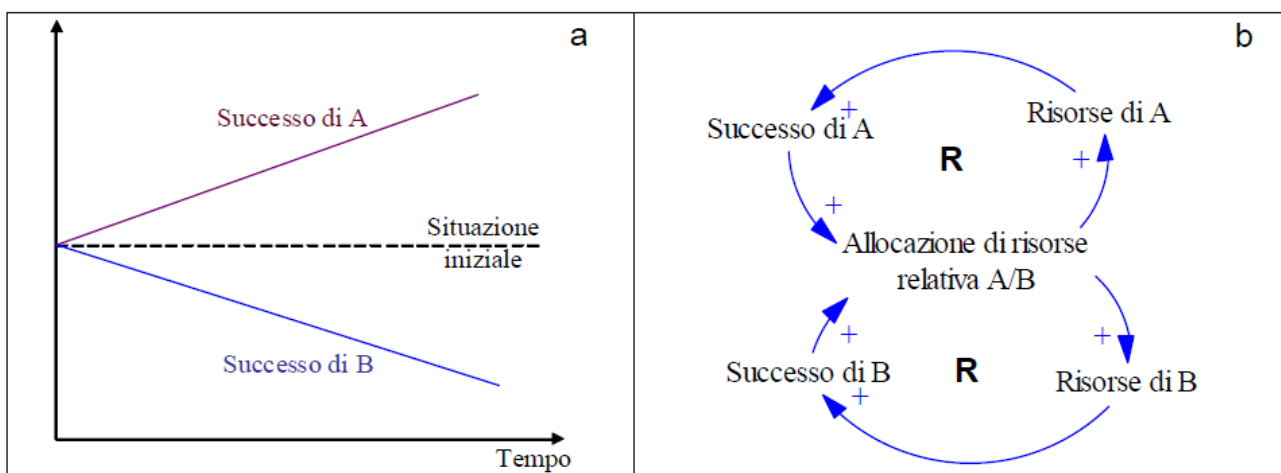 a
Successo di A
Situazione
iniziale
Successo di B
Tempo
b
Risorse di A
+
Successo di A
R
+
+
Allocazione di risorse
relativa A/B
+
+
Successo di B
R
Risorse di B
+